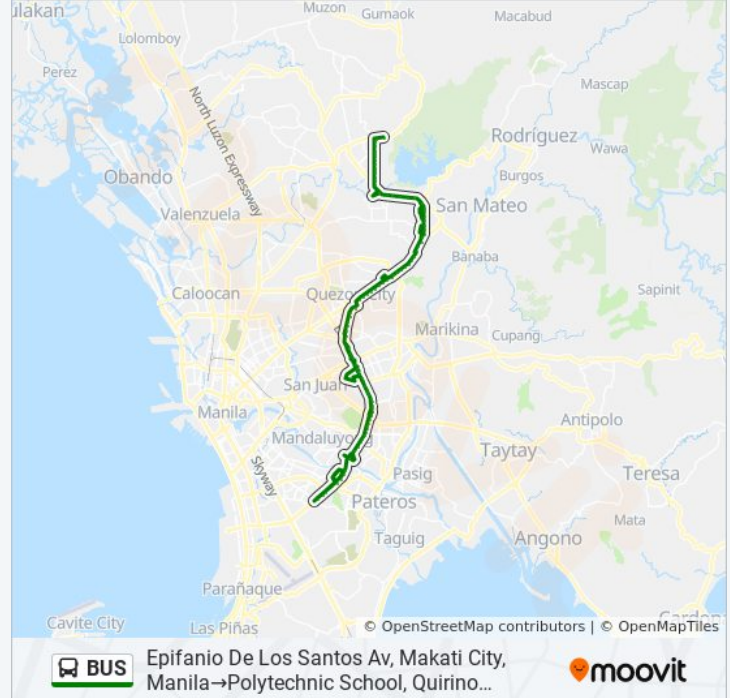 ulakan
Muzon
Gumaok
Macabud
Lolomboy
Perez
Mascap
North Luzon Expressway
Rodríguez
Wawa
Obando
Burgos
Valenzuela
San Mateo
Banaba
Caloocan
Quezon City
Sapinit
Marikina
Cupang
San Juan
Manila
Antipolo
Mandaluyong
Taytay
Skyway
Pasig
Teresa
Pateros
Mata
Taguig
Angono
Parañaque
Cavite City
Las Piñas
Cardona
© OpenStreetMap contributors | © OpenMapTiles
BUS
Epifanio De Los Santos Av, Makati City,
Manila→Polytechnic School, Quirino...
moovit